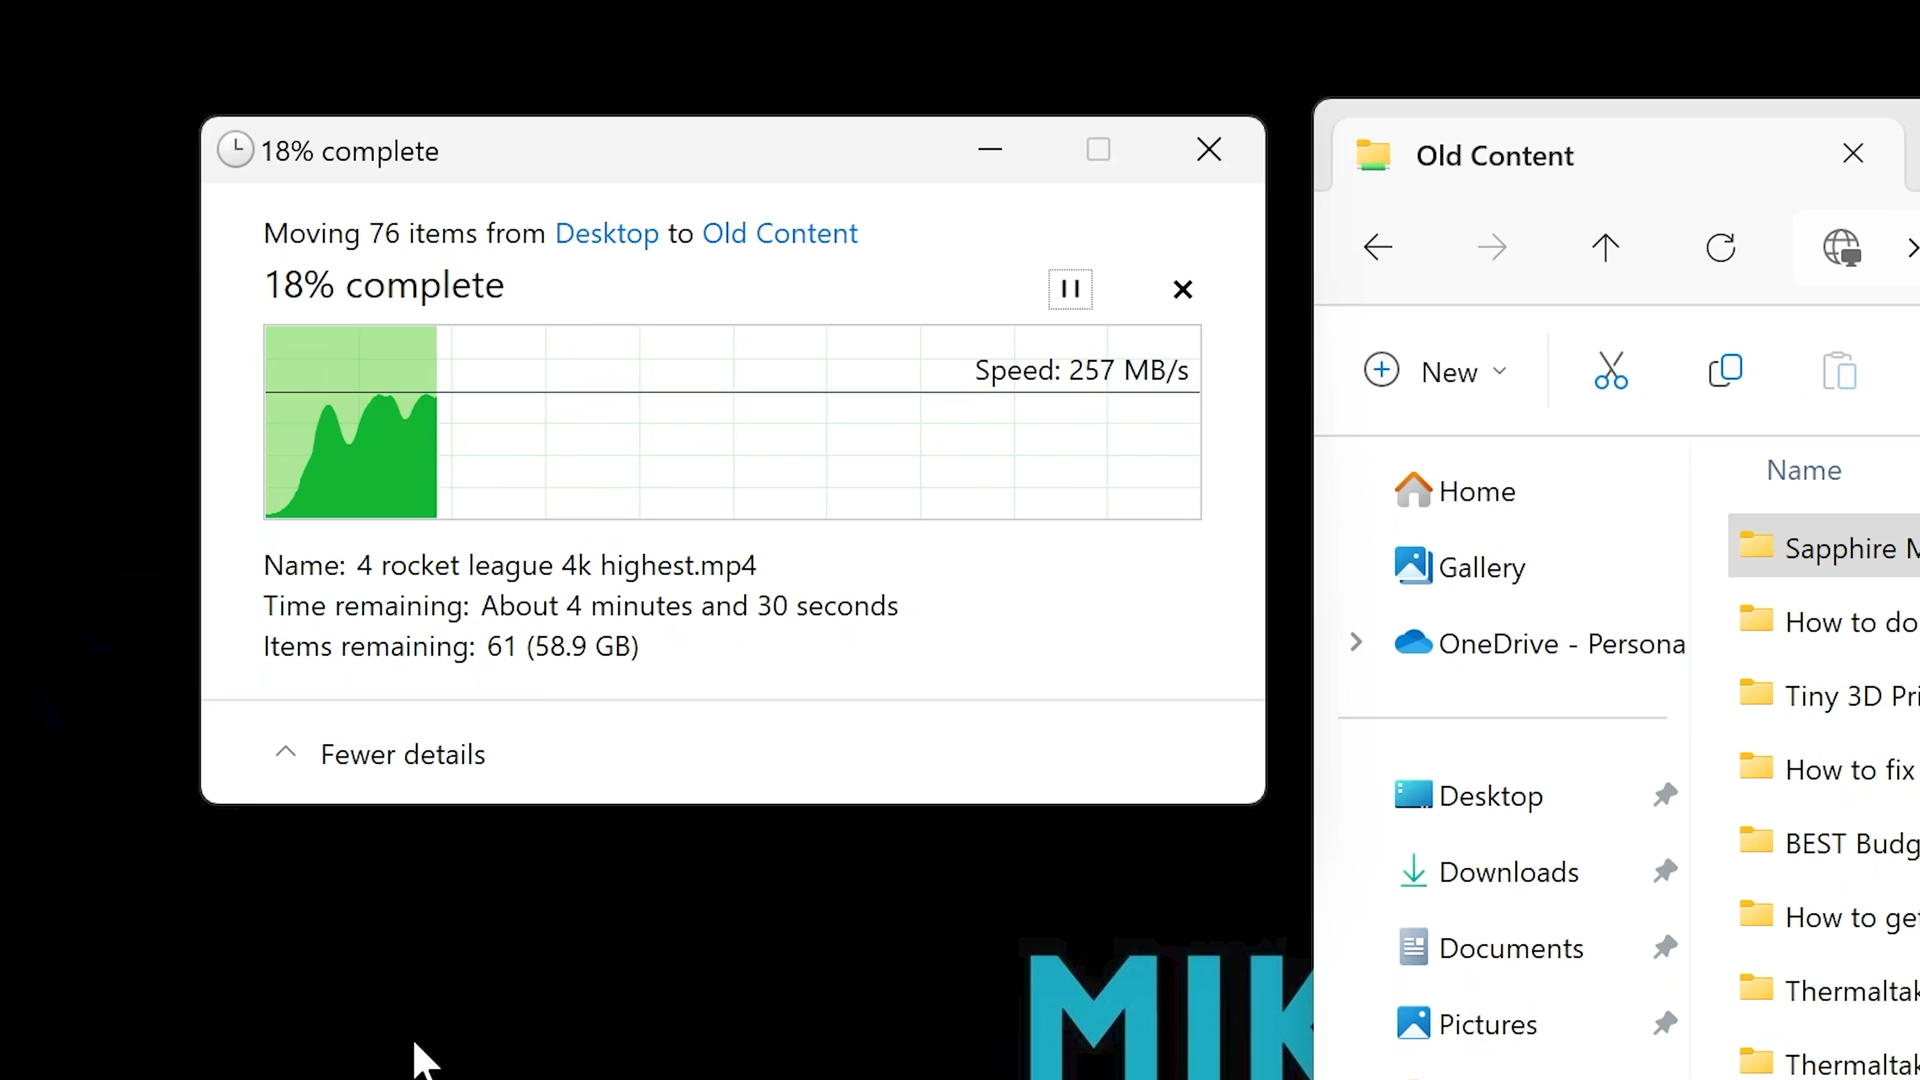 18% complete
Moving 76 items from Desktop to Old Content
18% complete
Speed: 257 MB/s
Name: 4 rocket league 4k highest.mp4
Time remaining: About 4 minutes and 30 seconds
Items remaining: 61 (58.9 GB)
Fewer details
Old Content
New
Home
Gallery
OneDrive - Persona
Desktop
Downloads
Documents
Pictures
Name
Sapphire
How to do
Tiny 3D Pri
How to fix
BEST Budg
How to get
Thermaltak
Thermaltak
MIK